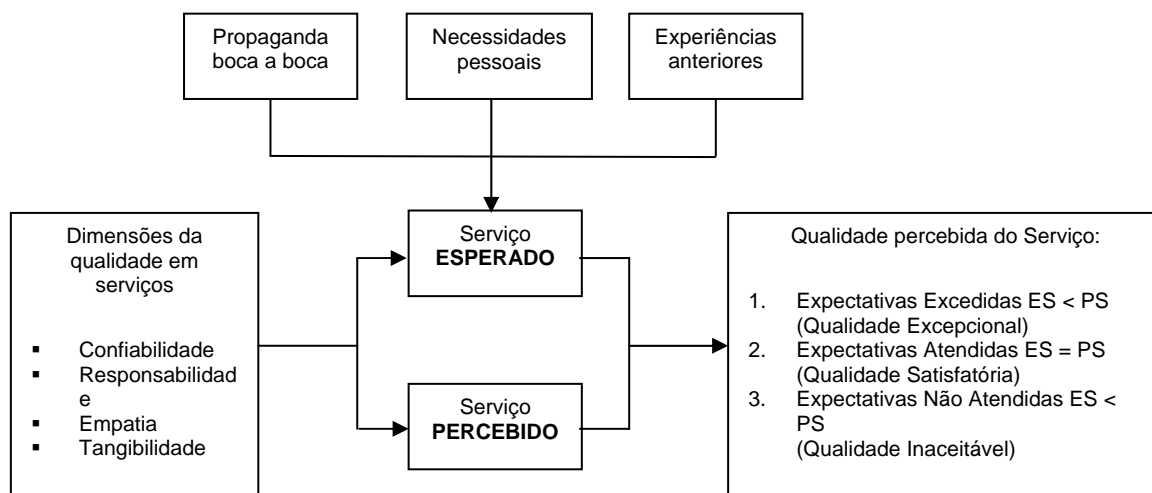 Propaganda
boca a boca
Necessidades
pessoais
Experiências
anteriores
Dimensões da
qualidade em
serviços
▪ Confiabilidade
▪ Responsabilidad
e
▪ Empatia
▪ Tangibilidade
Serviço
ESPERADO
Serviço
PERCEBIDO
Qualidade percebida do Serviço:
1. Expectativas Excedidas ES < PS
(Qualidade Excepcional)
2. Expectativas Atendidas ES = PS
(Qualidade Satisfatória)
3. Expectativas Não Atendidas ES <
PS
(Qualidade Inaceitável)